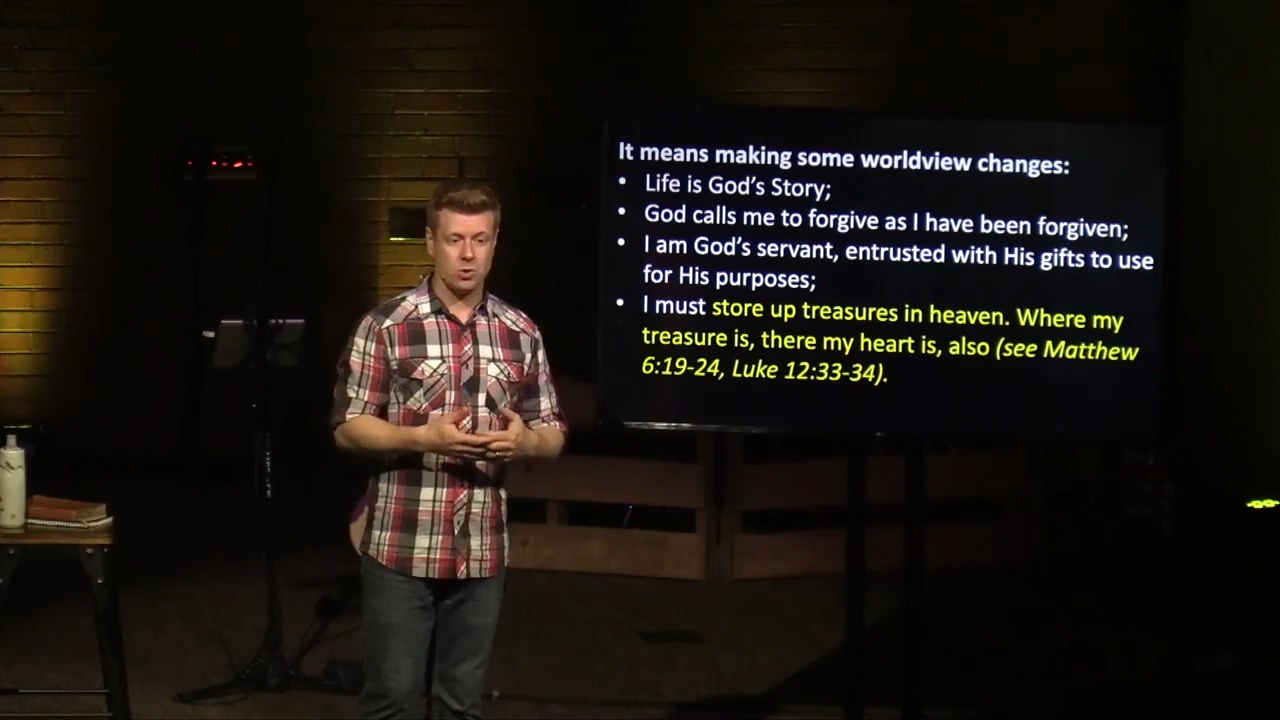 It means making some worldview changes:
• Life is God's Story;
• God calls me to forgive as I have been forgiven;
• I am God's servant, entrusted with His gifts to use
for His purposes;
• I must store up treasures in heaven. Where my
treasure is, there my heart is, also (see Matthew
6:19-24, Luke 12:33-34).